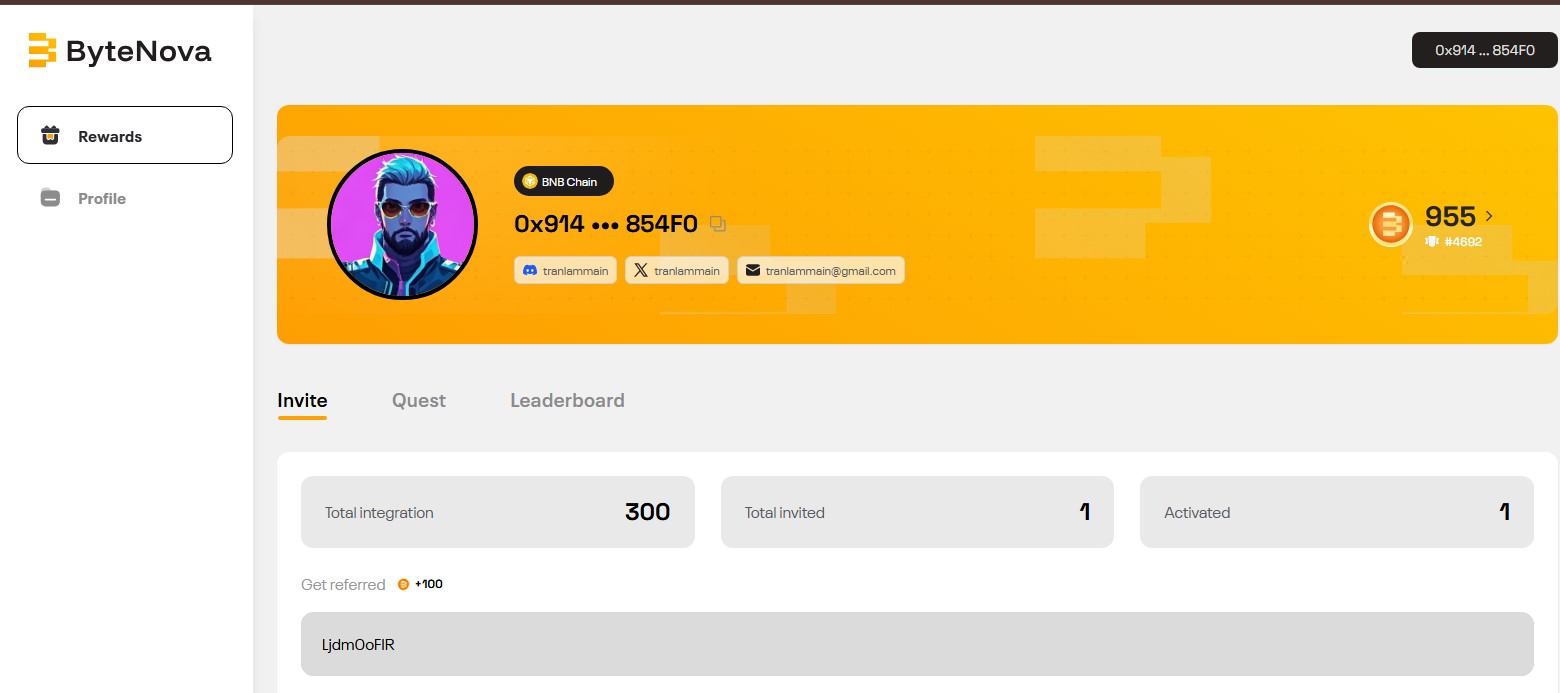 ByteNova
0x914 ... 854F0
Rewards
Profile
BNB Chain
0x914 ••• 854F0
tranlammain
tranlammain
tranlammain@gmail.com
955
#4692
Invite
Quest
Leaderboard
Total integration
300
Total invited
1
Activated
1
Get referred
+100
LjdmOoFlR